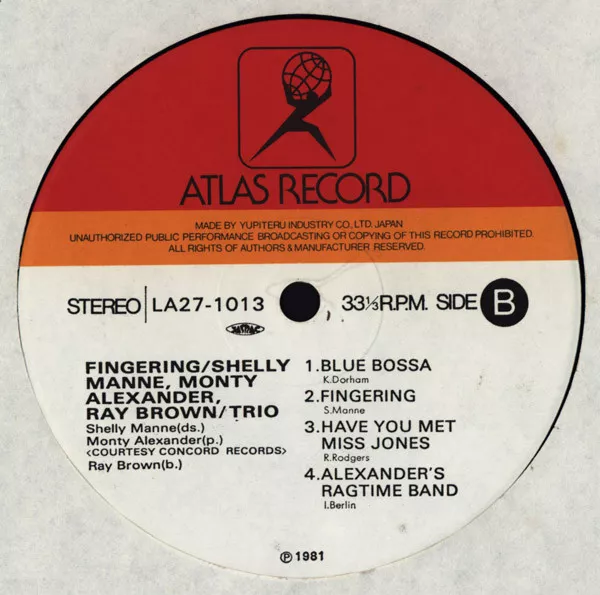 ATLAS RECORD
MADE BY YUPITERU INDUSTRY CO., LTD. JAPAN
UNAUTHORIZED PUBLIC PERFORMANCE BROADCASTING OR COPYING OF THIS RECORD PROHIBITED.
ALL RIGHTS OF AUTHORS & MANUFACTURER RESERVED.
STEREO LA27-1013
JASRAC
33⅓R.P.M. SIDE B
FINGERING/SHELLY
MANNE, MONTY
ALEXANDER,
RAY BROWN/TRIO
Shelly Manne(ds.)
Monty Alexander(p.)
<COURTESY CONCORD RECORDS>
Ray Brown(b.)
1.BLUE BOSSA
K.Dorham
2.FINGERING
S.Manne
3.HAVE YOU MET
MISS JONES
R.Rodgers
4.ALEXANDER'S
RAGTIME BAND
I.Berlin
℗1981